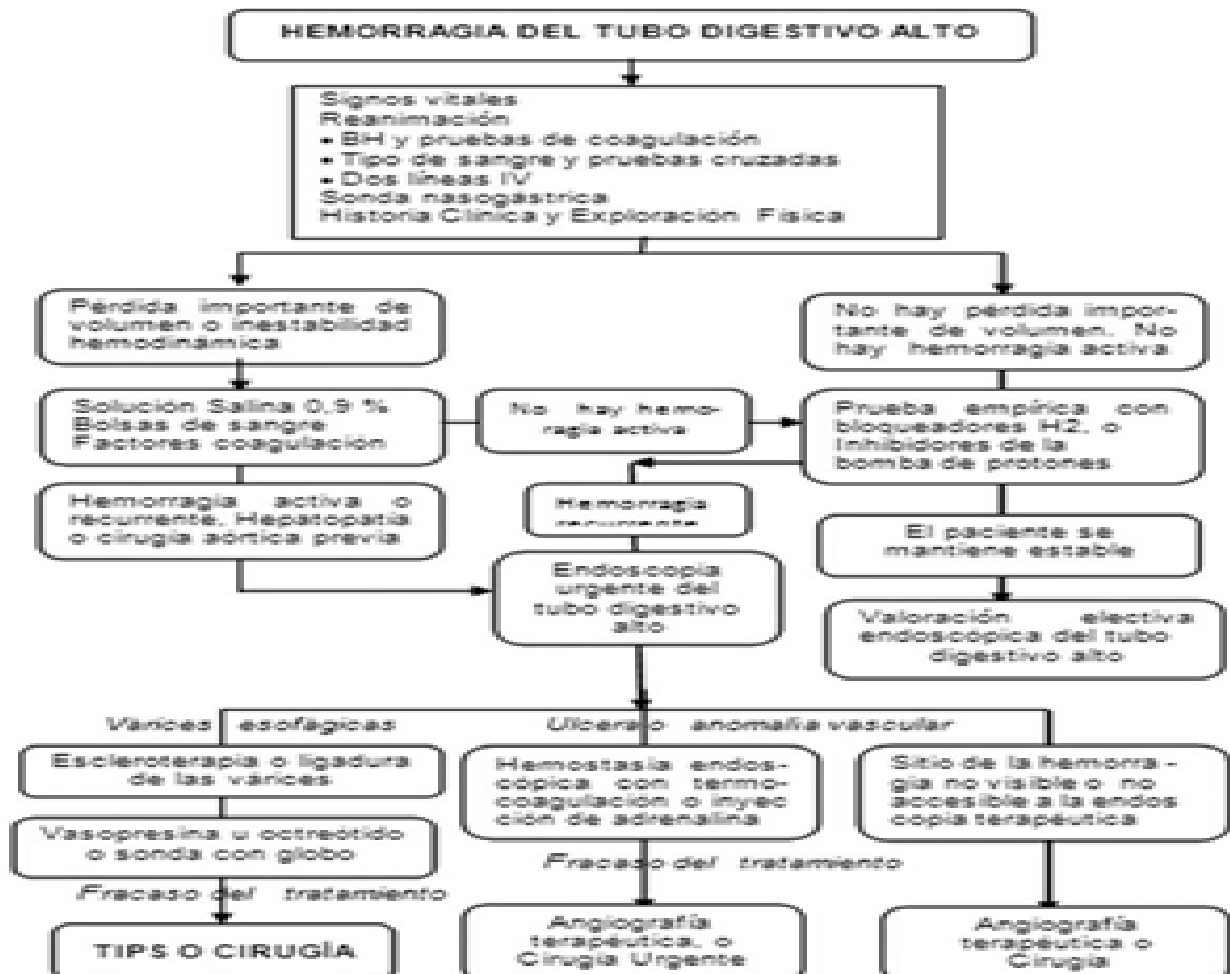 HEMORRAGIA DEL TUBO DIGESTIVO ALTO
Signos vitales
Reanimación
• BH y pruebas de coagulación
• Tipo de sangre y pruebas cruzadas
• Dos líneas IV
Sonda nasogástrica
Historia Clínica y Exploración Física
Pérdida importante de
volumen o inestabilidad
hemodinámica
No hay pérdida impor-
tante de volumen. No
hay hemorragia activa
Solución Salina 0,9 %
Bolsas de sangre
Factores coagulación
No hay hemo-
rragia activa
Prueba empírica con
bloqueadores H2, o
Inhibidores de la
bomba de protones
Hemorragia activa o
recurrente, Hepatopatía
o cirugía aórtica previa
Hemorragia
recurrente
El paciente se
mantiene estable
Endoscopia
urgente del
tubo digestivo
alto
Valoración electiva
endoscópica del tubo
digestivo alto
Várices esofágicas
Ulcera o anomalía vascular
Escleroterapia o ligadura
de las várices
Hemostasia endos-
cópica con termo-
coagulación o inyec
ción de adrenalina
Sitio de la hemorra-
gia no visible o no
accesible a la endos
copia terapéutica
Vasopresina u octreótido
o sonda con globo
Fracaso del tratamiento
Fracaso del tratamiento
TIPS O CIRUGÍA
Angiografía
terapéutica, o
Cirugía Urgente
Angiografía
terapéutica o
Cirugía